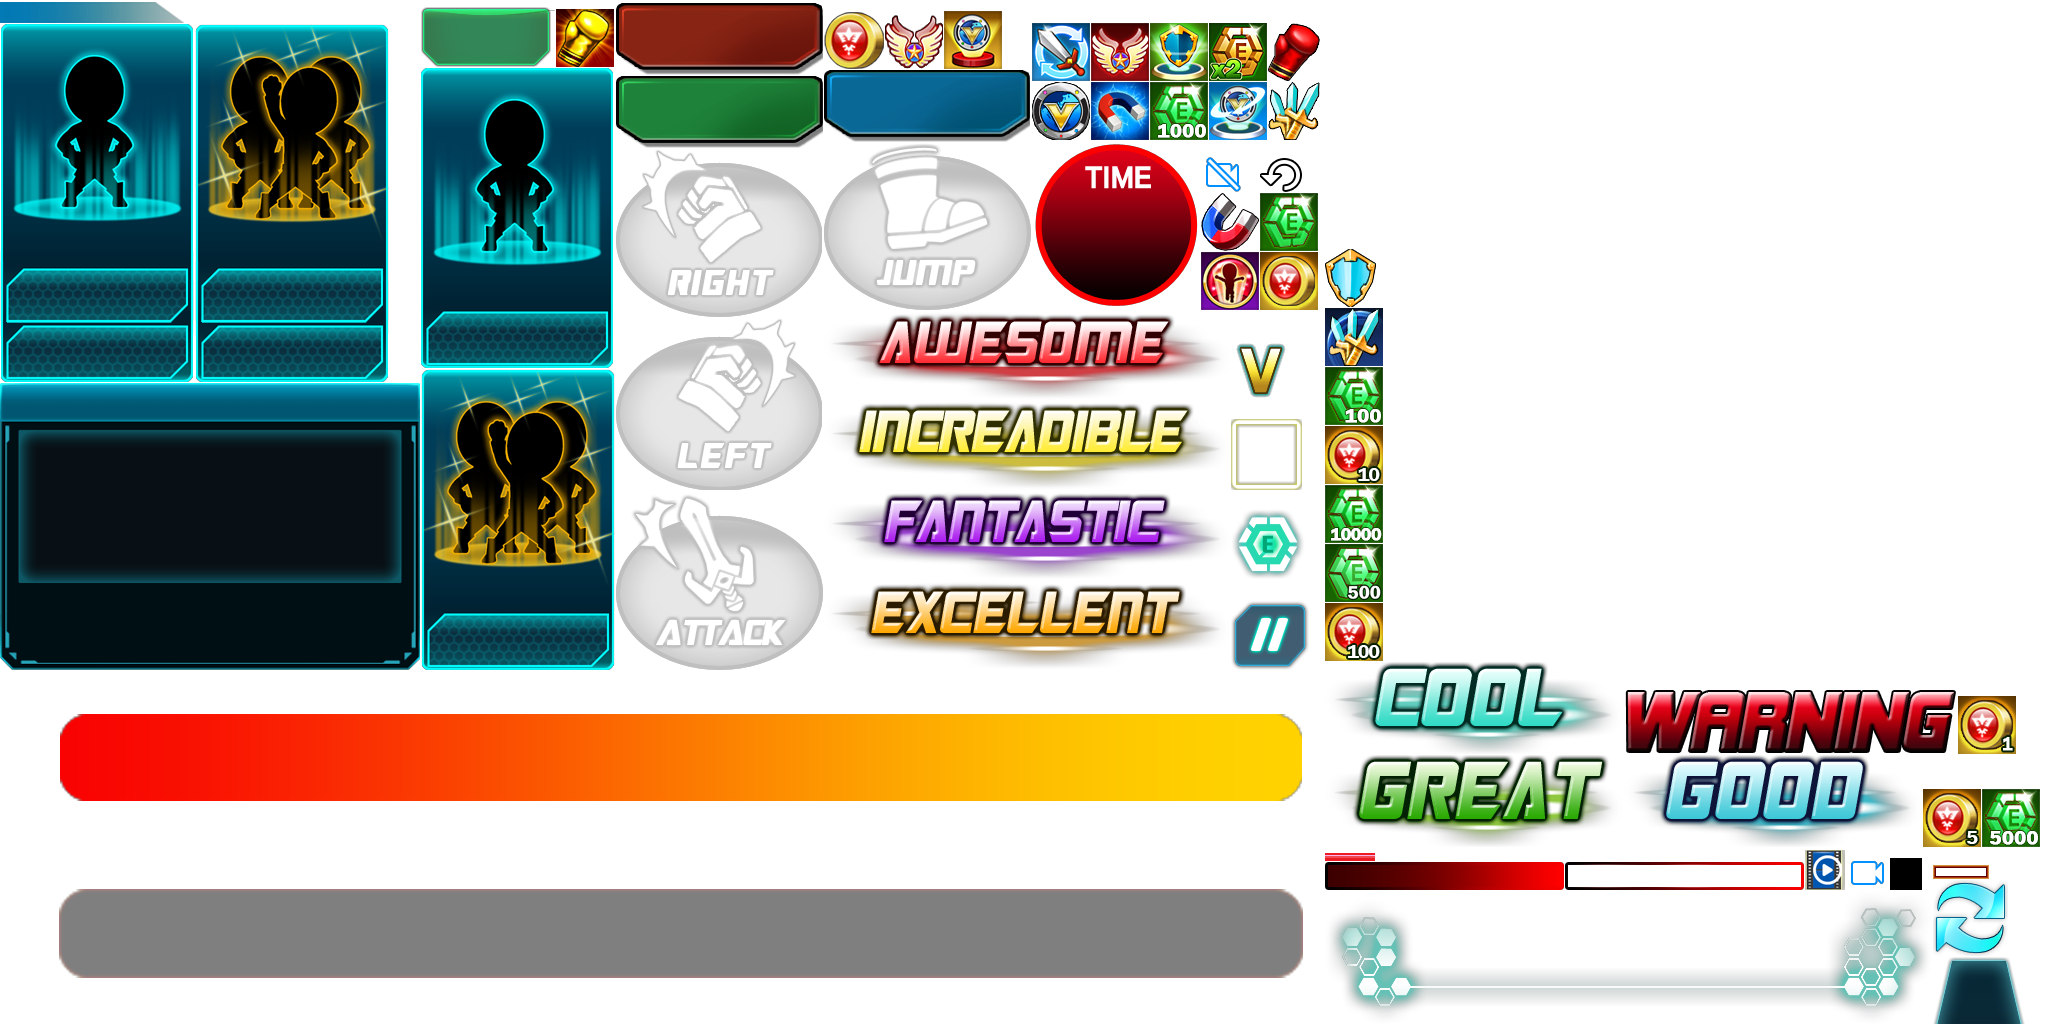 E
x2
V
E
1000
V
TIME
E
RIGHT
JUMP
AWESOME
V
E
100
INCREADIBLE
10
LEFT
FANTASTIC
E
E
10000
E
500
EXCELLENT
100
ATTACK
COOL
WARNING
1
GREAT
GOOD
5
E
5000